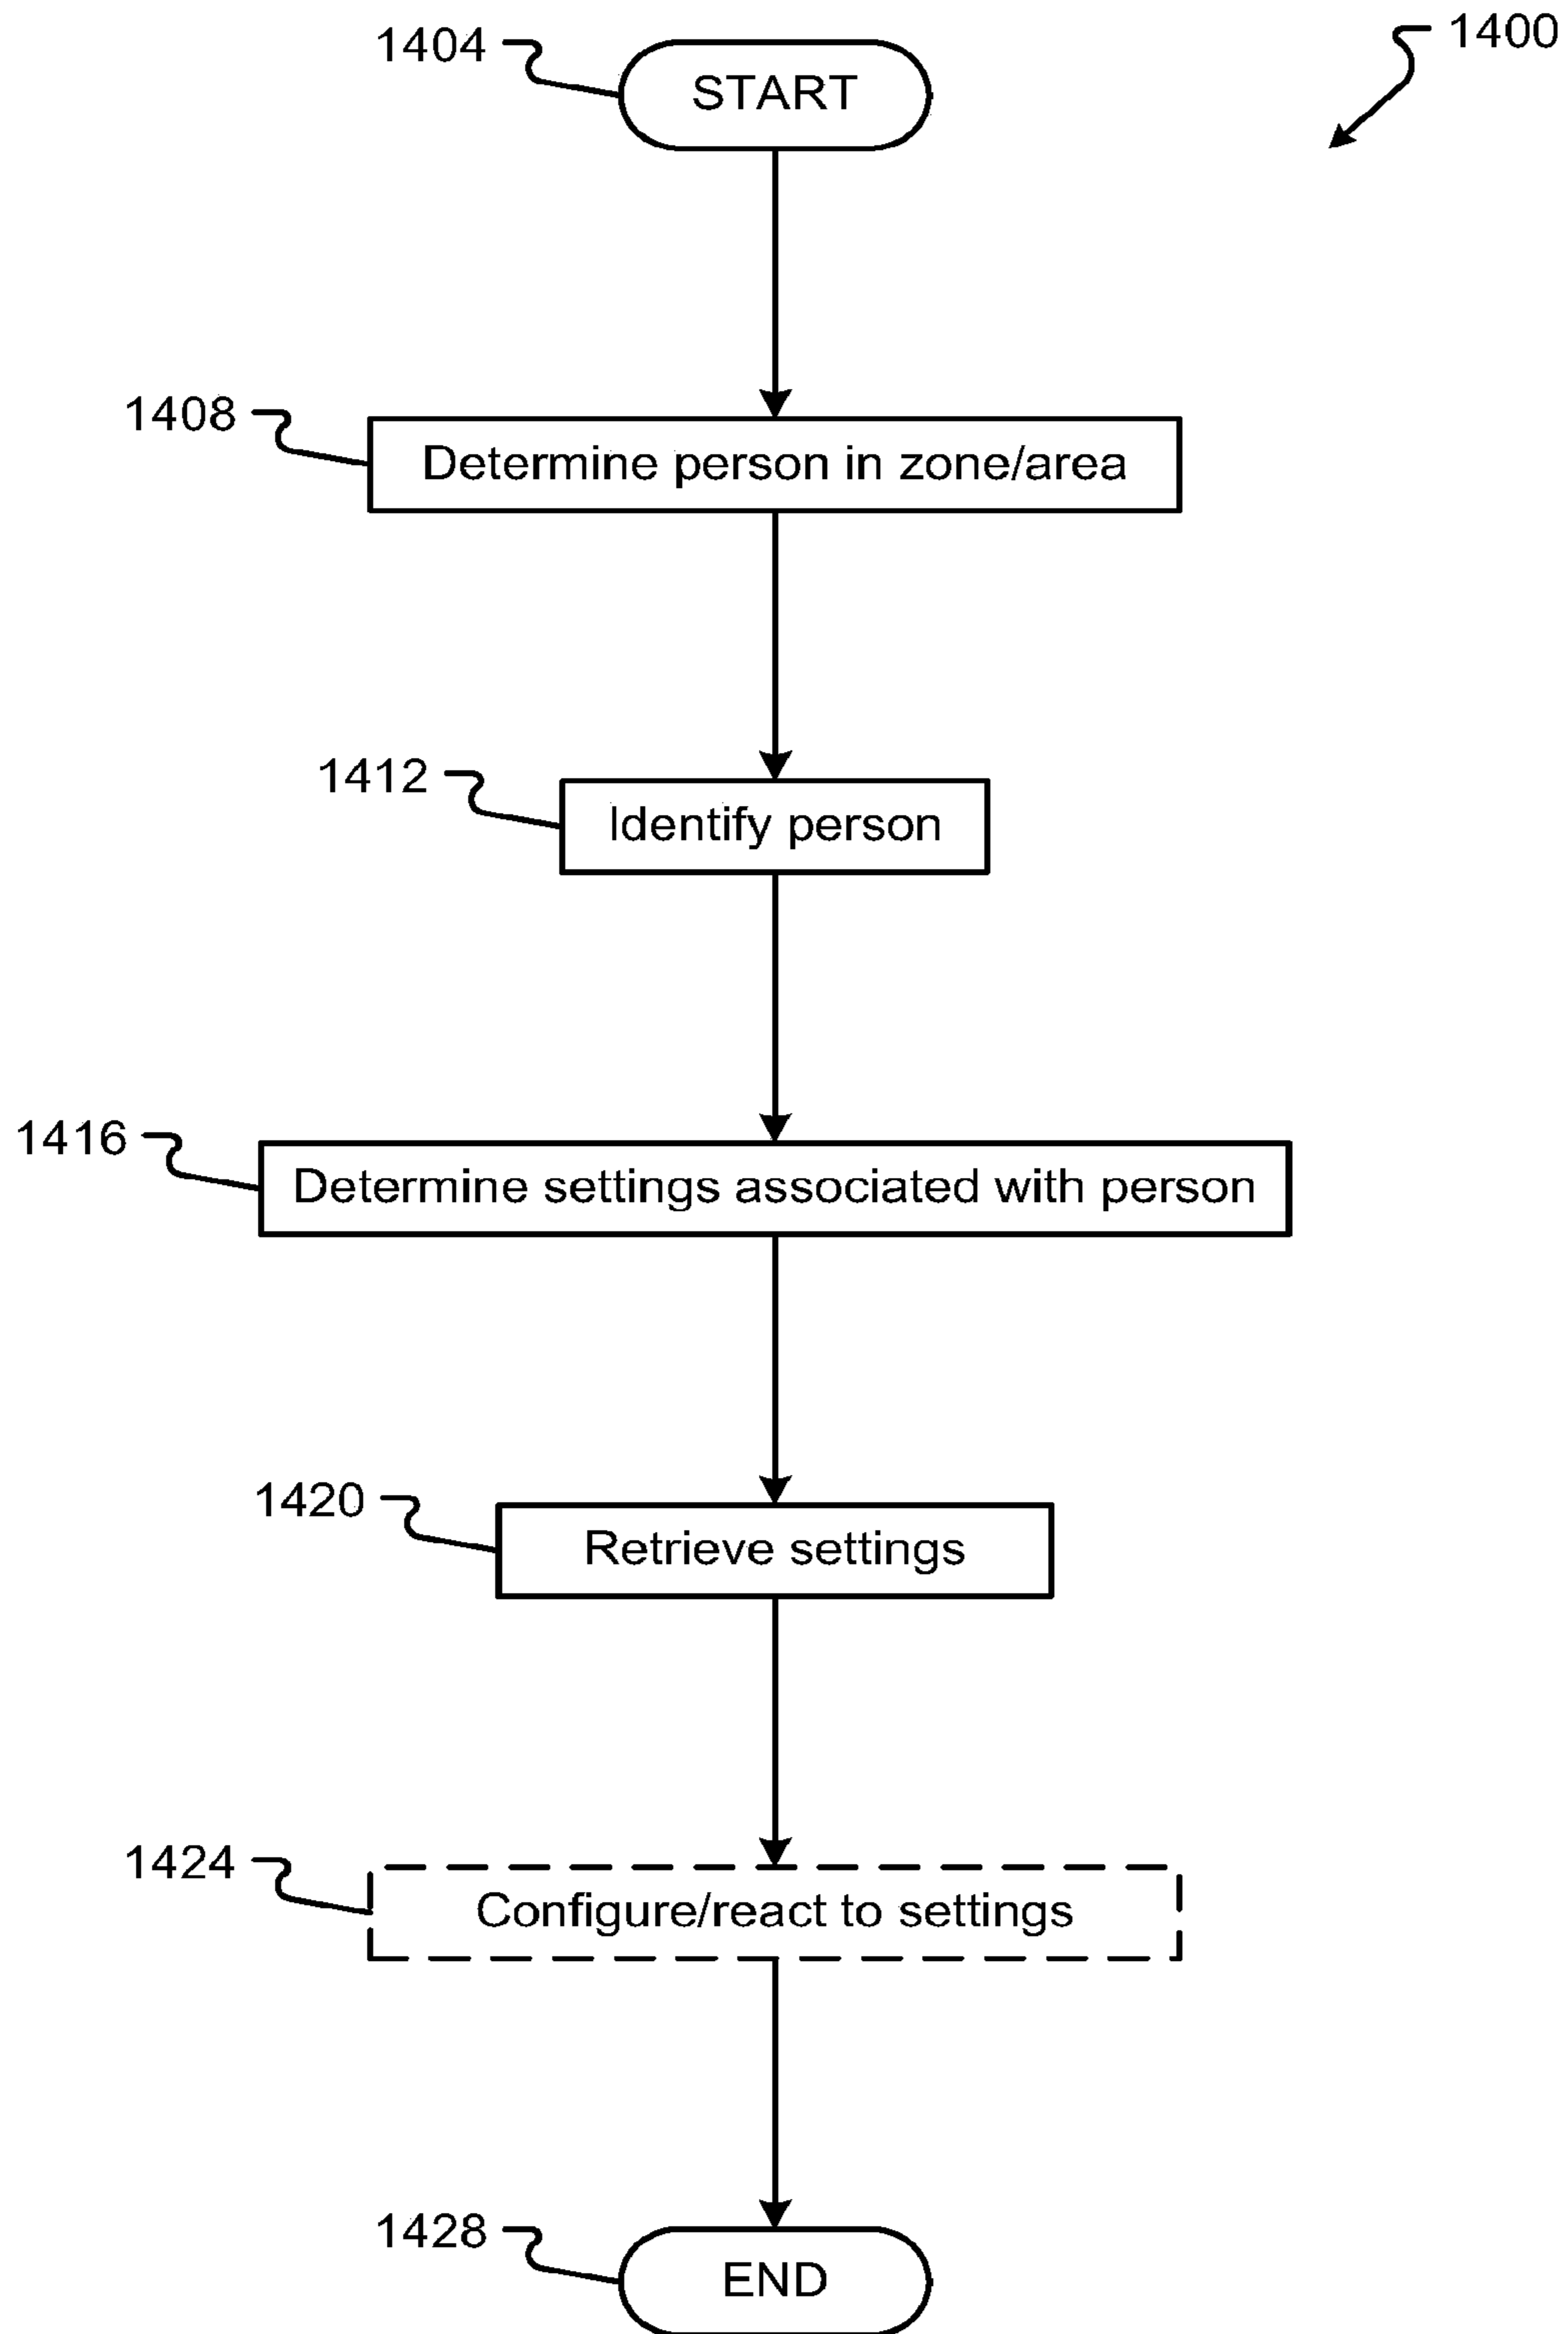 1400
1404
START
1408
Determine person in zone/area
1412
Identify person
1416
Determine settings associated with person
1420
Retrieve settings
1424
Configure/react to settings
1428
END